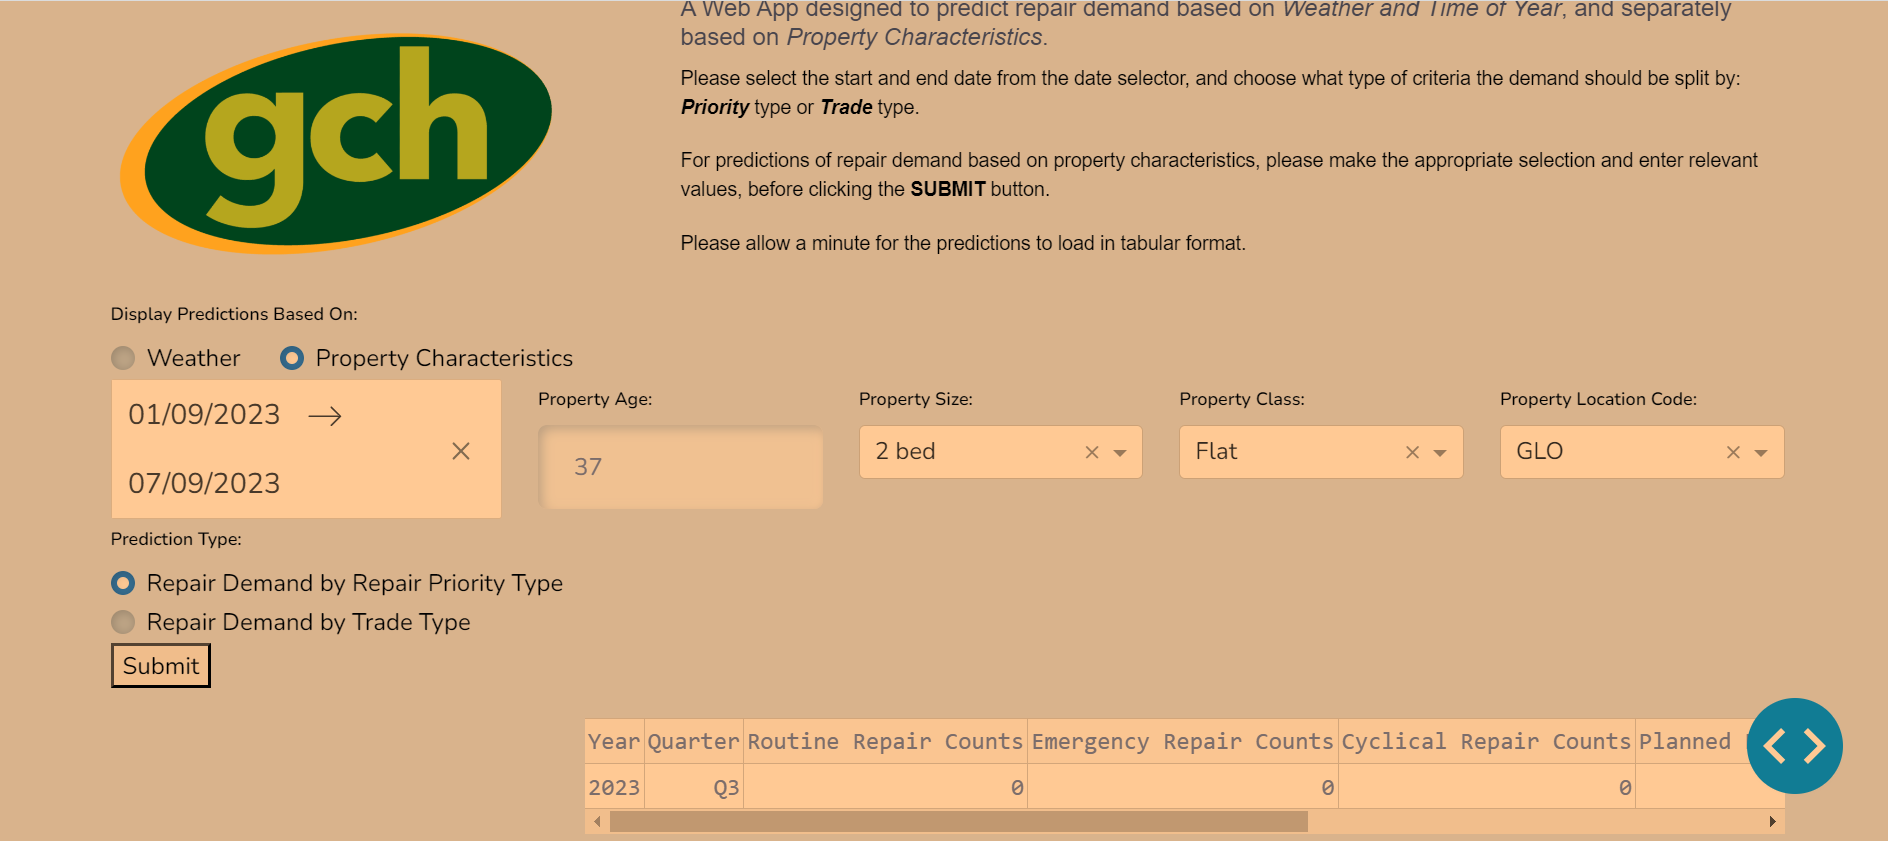 A Web App designed to predict repair demand based on Weather and Time of Year, and separately
based on Property Characteristics.
gch
Please select the start and end date from the date selector, and choose what type of criteria the demand should be split by:
Priority type or Trade type.
For predictions of repair demand based on property characteristics, please make the appropriate selection and enter relevant
values, before clicking the SUBMIT button.
Please allow a minute for the predictions to load in tabular format.
Display Predictions Based On:
Weather Property Characteristics
01/09/2023 →
07/09/2023
Property Age: Property Size: Property Class: Property Location Code:
37 2 bed Flat GLO
Prediction Type:
Repair Demand by Repair Priority Type
Repair Demand by Trade Type
Submit
Year Quarter Routine Repair Counts Emergency Repair Counts Cyclical Repair Counts Planned
2023 Q3 0 0 0